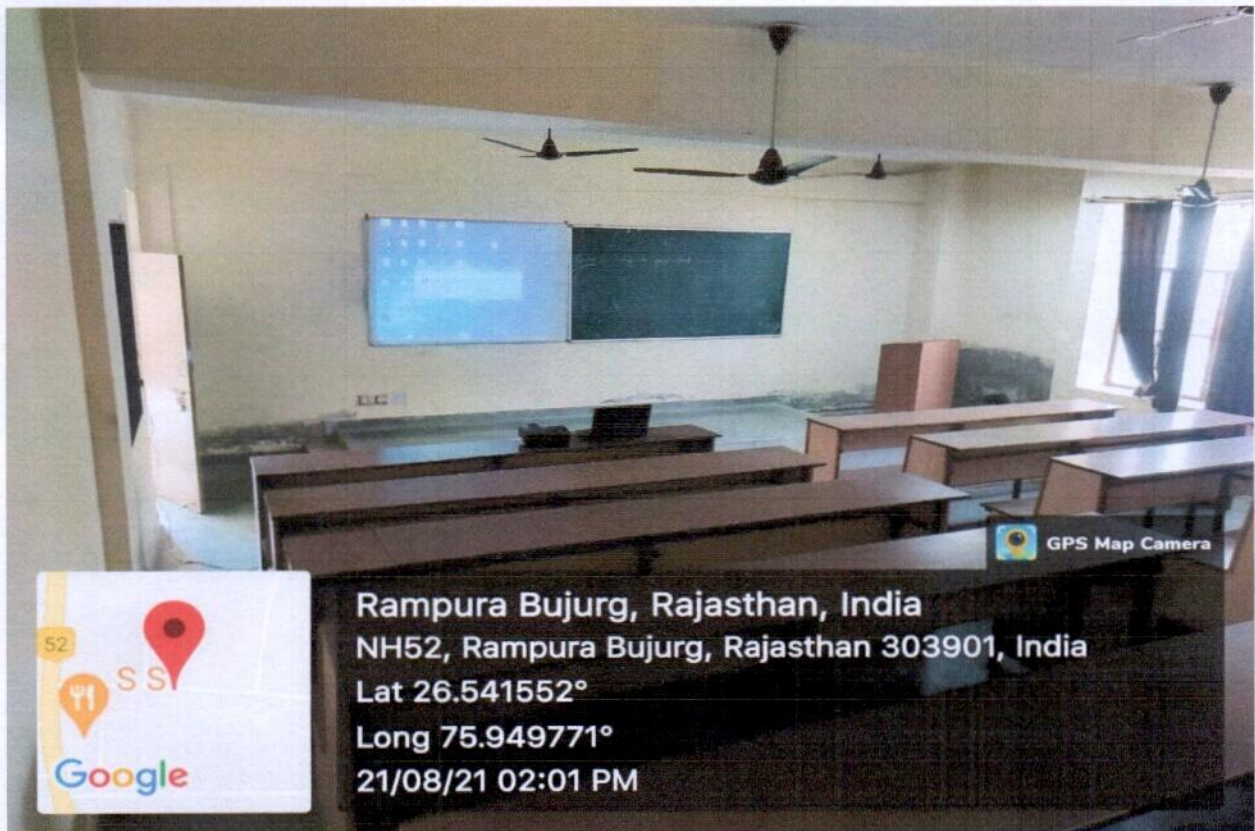 GPS Map Camera
Rampura Bujurg, Rajasthan, India
NH52, Rampura Bujurg, Rajasthan 303901, India
Lat 26.541552°
Long 75.949771°
21/08/21 02:01 PM
52
S S
Google